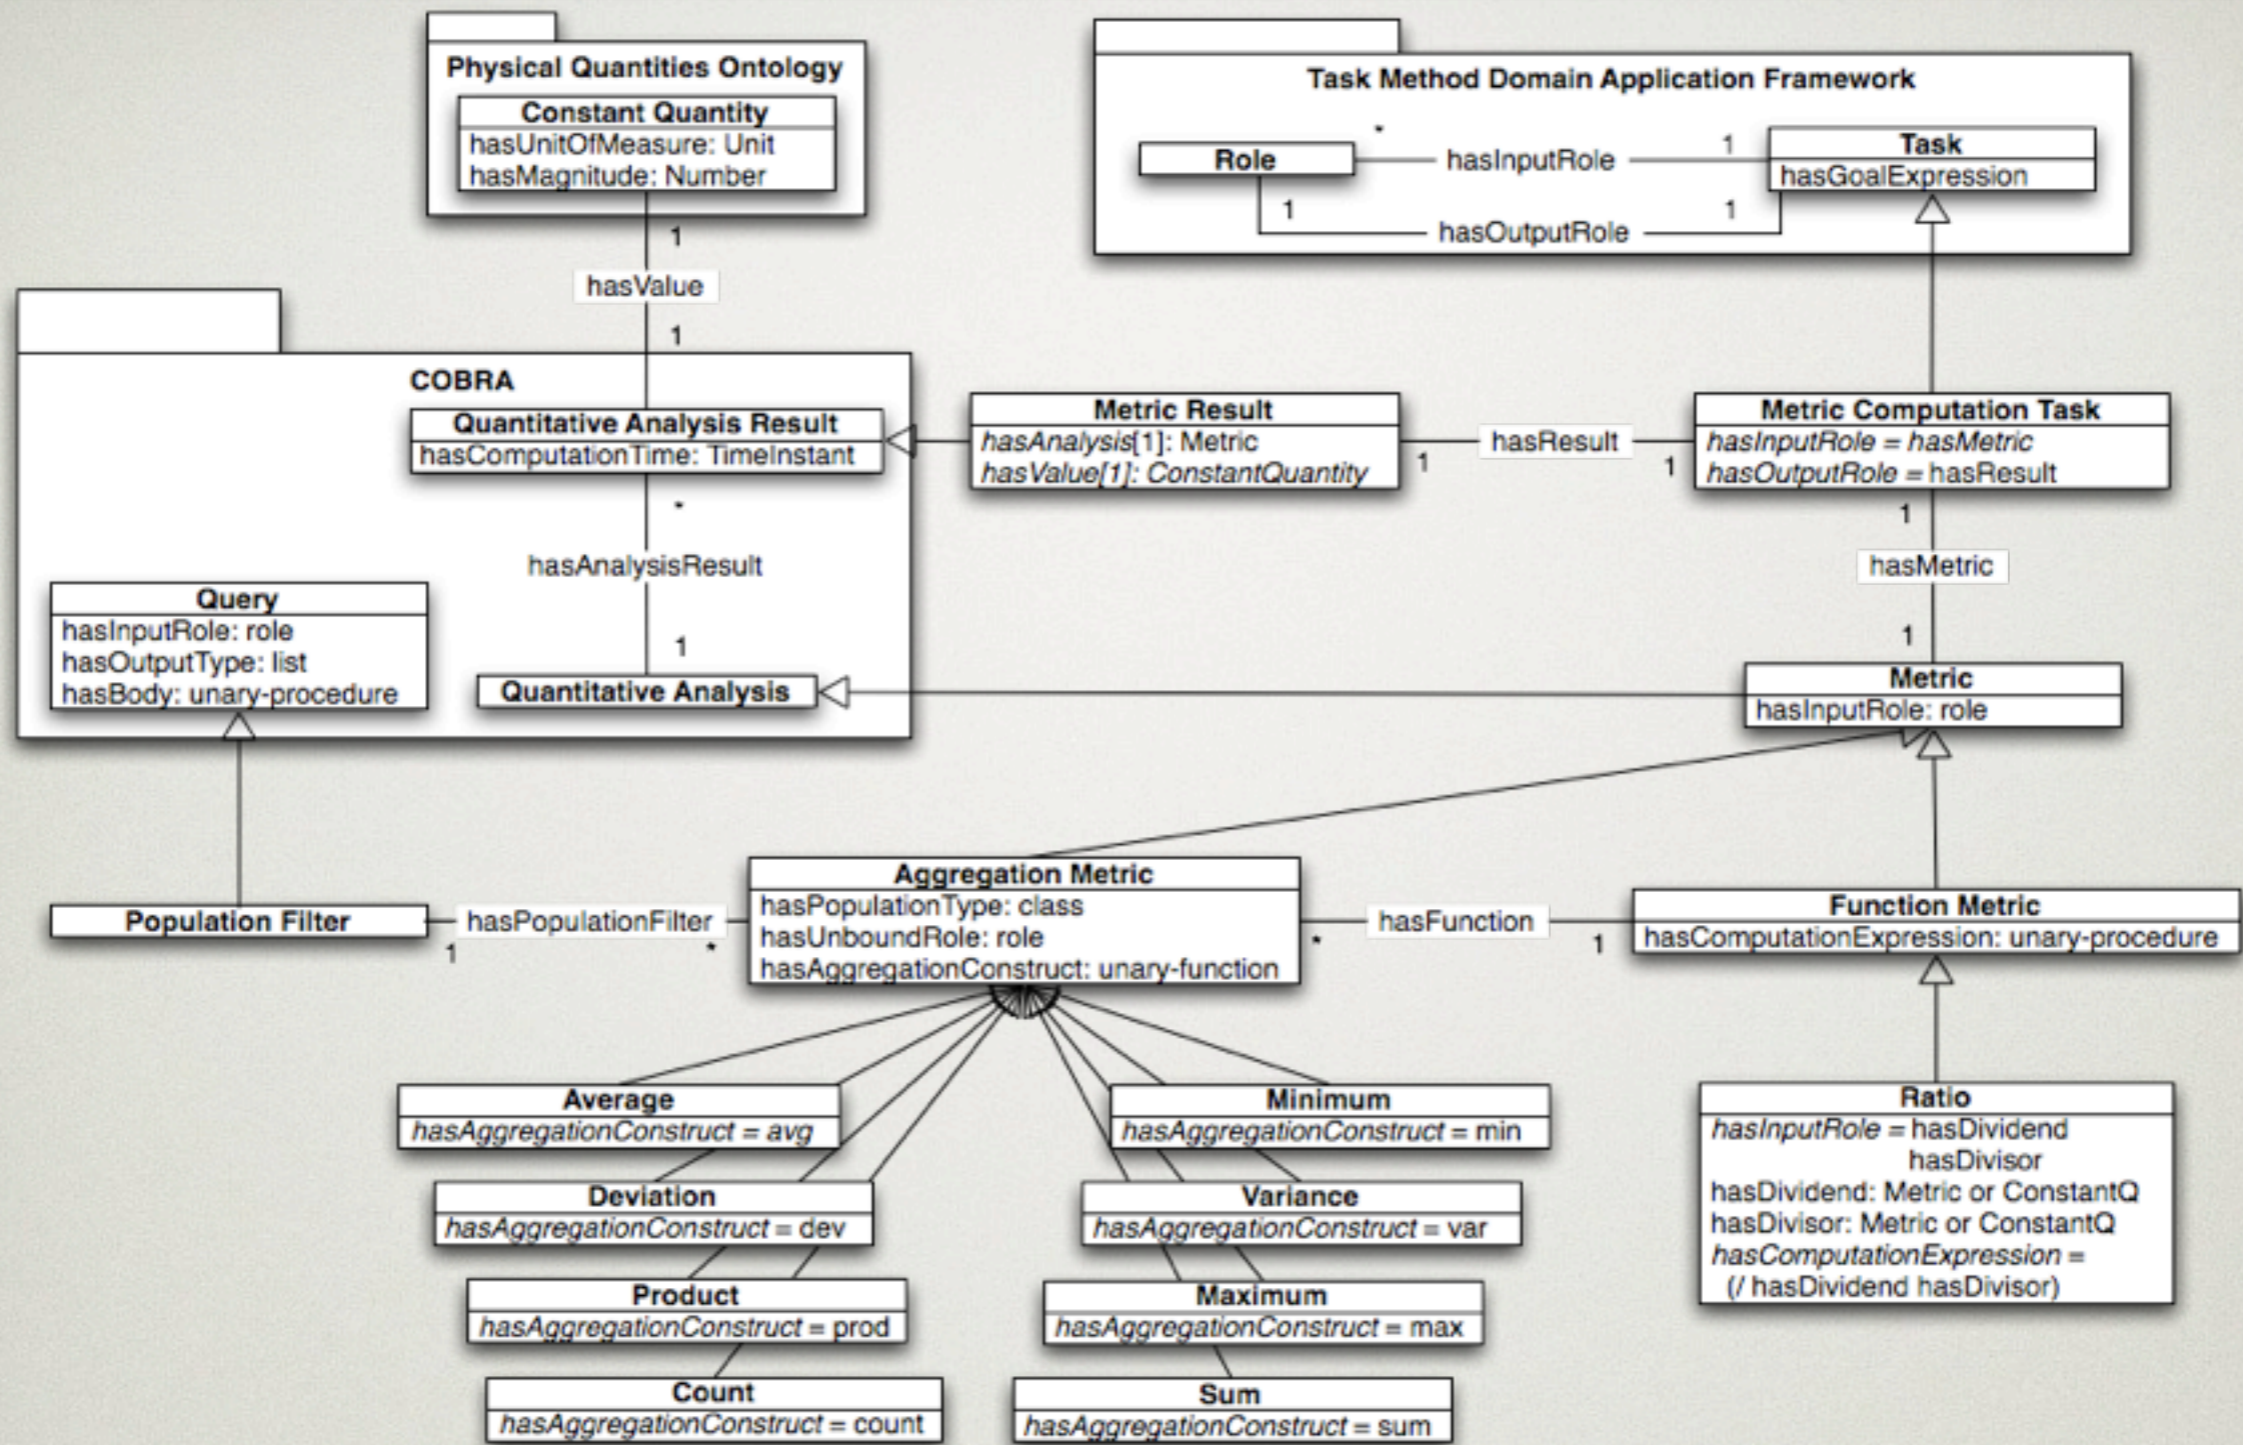 Physical Quantities Ontology
Constant Quantity
hasUnitOfMeasure: Unit
hasMagnitude: Number
1
hasValue
1
Task Method Domain Application Framework
Role
*
hasInputRole
1
Task
hasGoalExpression
1
hasOutputRole
1
COBRA
Quantitative Analysis Result
hasComputationTime: TimeInstant
*
hasAnalysisResult
1
Quantitative Analysis
Query
hasInputRole: role
hasOutputType: list
hasBody: unary-procedure
Metric Result
hasAnalysis[1]: Metric
hasValue[1]: ConstantQuantity
1
hasResult
1
Metric Computation Task
hasInputRole = hasMetric
hasOutputRole = hasResult
1
hasMetric
1
Metric
hasInputRole: role
Population Filter
1
hasPopulationFilter
*
Aggregation Metric
hasPopulationType: class
hasUnboundRole: role
hasAggregationConstruct: unary-function
*
hasFunction
1
Function Metric
hasComputationExpression: unary-procedure
Average
hasAggregationConstruct = avg
Deviation
hasAggregationConstruct = dev
Product
hasAggregationConstruct = prod
Count
hasAggregationConstruct = count
Minimum
hasAggregationConstruct = min
Variance
hasAggregationConstruct = var
Maximum
hasAggregationConstruct = max
Sum
hasAggregationConstruct = sum
Ratio
hasInputRole = hasDividend
hasDivisor
hasDividend: Metric or ConstantQ
hasDivisor: Metric or ConstantQ
hasComputationExpression =
(/ hasDividend hasDivisor)